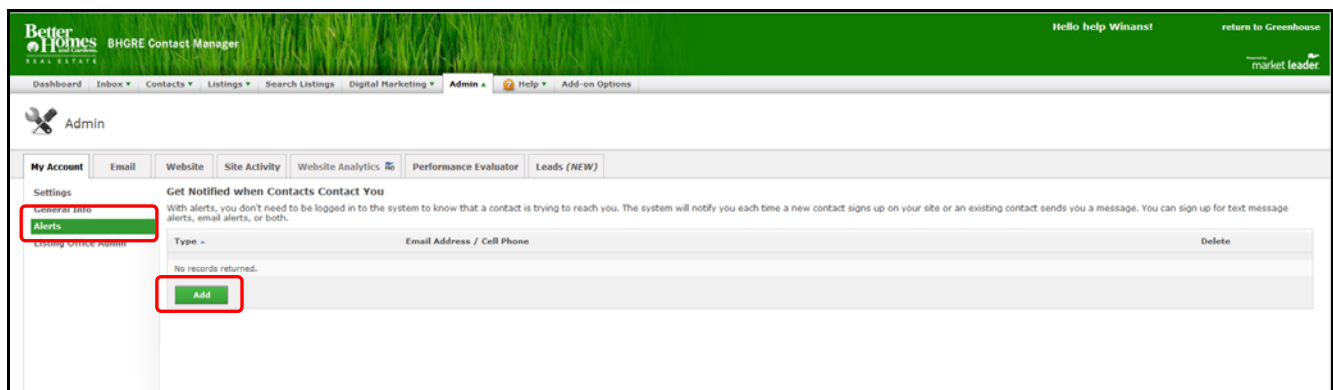 Better
Homes
and Gardens
REAL ESTATE
BHGRE Contact Manager
Hello help Winans!
return to Greenhouse
Powered by
market leader.
Dashboard Inbox Contacts Listings Search Listings Digital Marketing Admin Help Add-on Options
Admin
My Account Email Website Site Activity Website Analytics Performance Evaluator Leads (NEW)
Settings
General Info
Alerts
Listing Office Admin
Get Notified when Contacts Contact You
With alerts, you don't need to be logged in to the system to know that a contact is trying to reach you. The system will notify you each time a new contact signs up on your site or an existing contact sends you a message. You can sign up for text message
alerts, email alerts, or both.
Type Email Address / Cell Phone Delete
No records returned.
Add